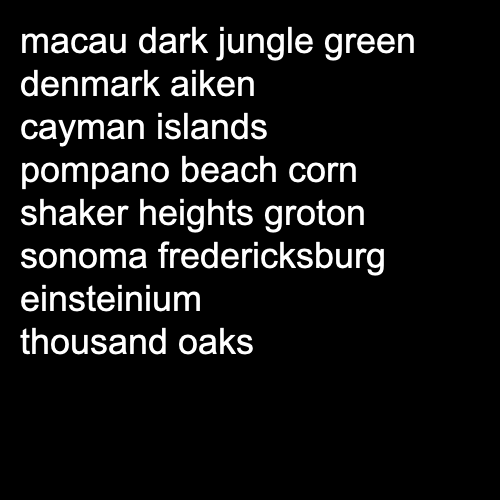 macau dark jungle green
denmark aiken
cayman islands
pompano beach corn
shaker heights groton
sonoma fredericksburg
einsteinium
thousand oaks